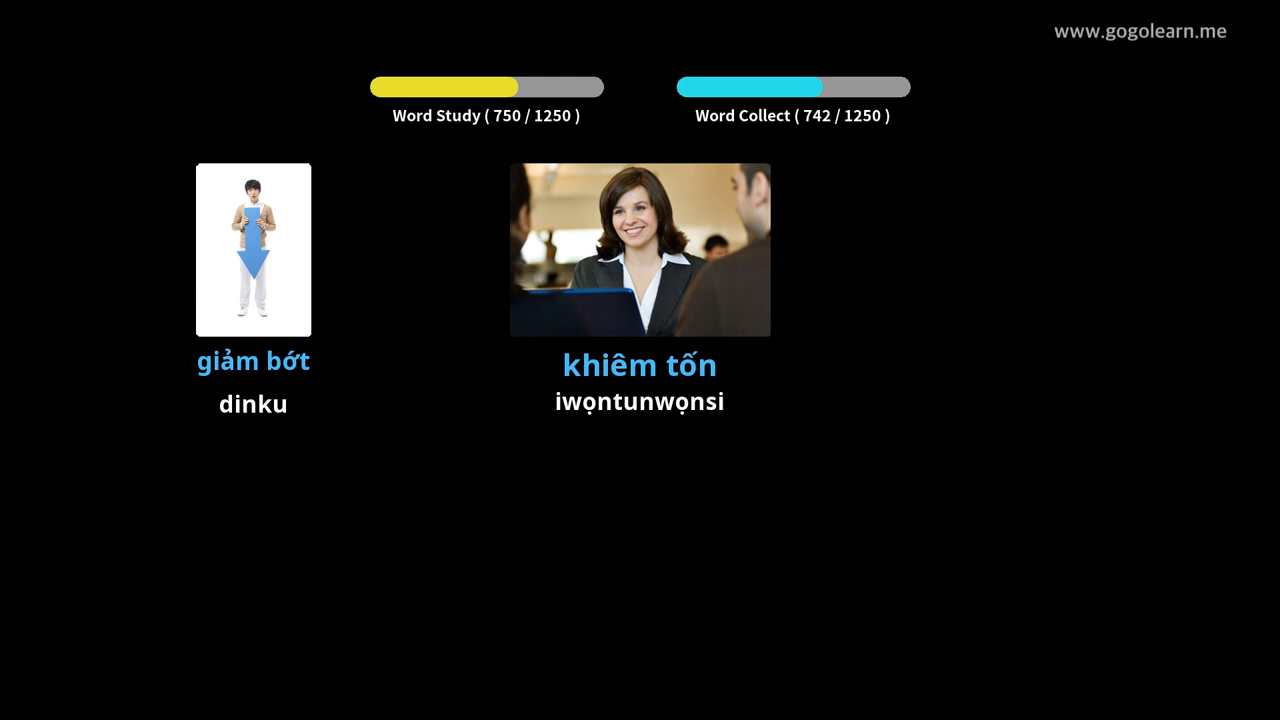 www.gogolearn.me
Word Study ( 750 / 1250 )
Word Collect ( 742 / 1250 )
giảm bớt
dinku
khiêm tốn
iwọntunwọnsi